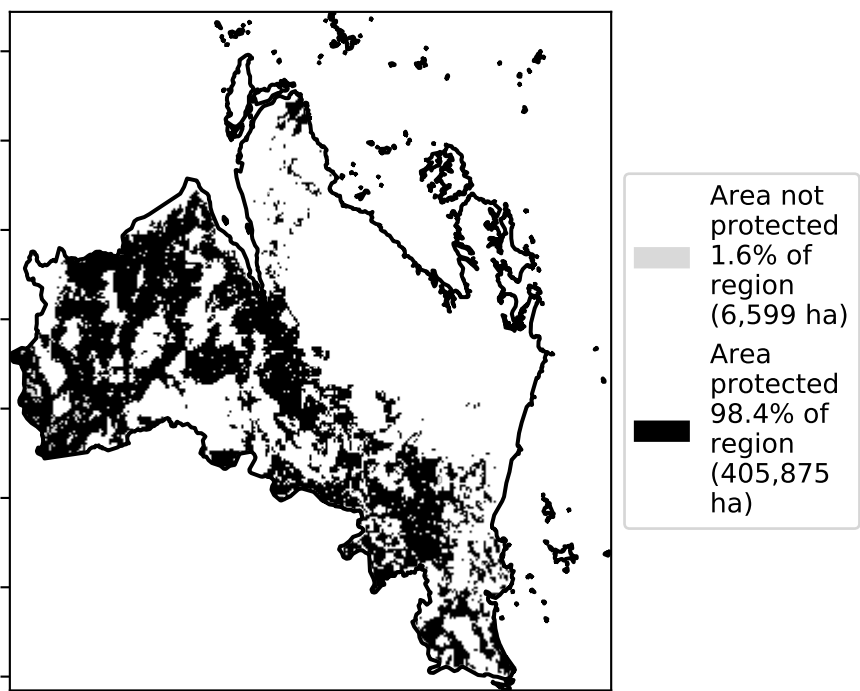 Area not
protected
1.6% of
region
(6,599 ha)
Area
protected
98.4% of
region
(405,875
ha)